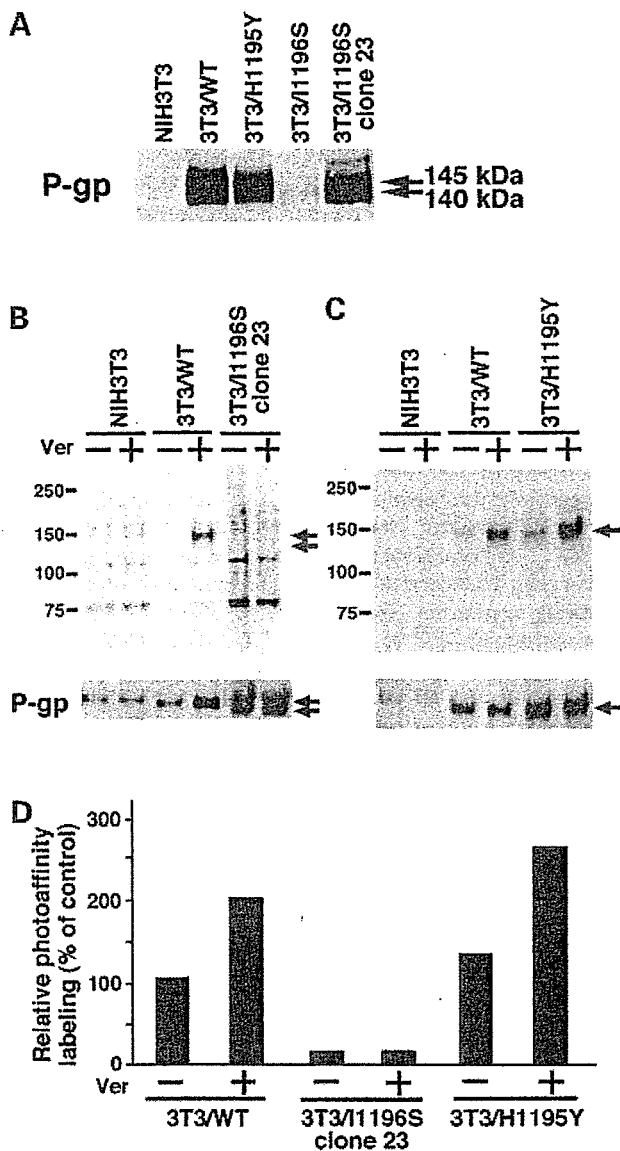 A
NIH3T3
3T3/WT
3T3/H1195Y
3T3/I1196S
3T3/I1196S
clone 23
P-gp
145 kDa
140 kDa
B
NIH3T3
3T3/WT
3T3/I1196S
clone 23
Ver
− + − + − +
250
150
100
75
P-gp
C
NIH3T3
3T3/WT
3T3/H1195Y
− + − + − +
250
150
100
75
D
Relative photoaffinity
labeling (% of control)
300
200
100
0
Ver − + − + − +
3T3/WT
3T3/I1196S
clone 23
3T3/H1195Y